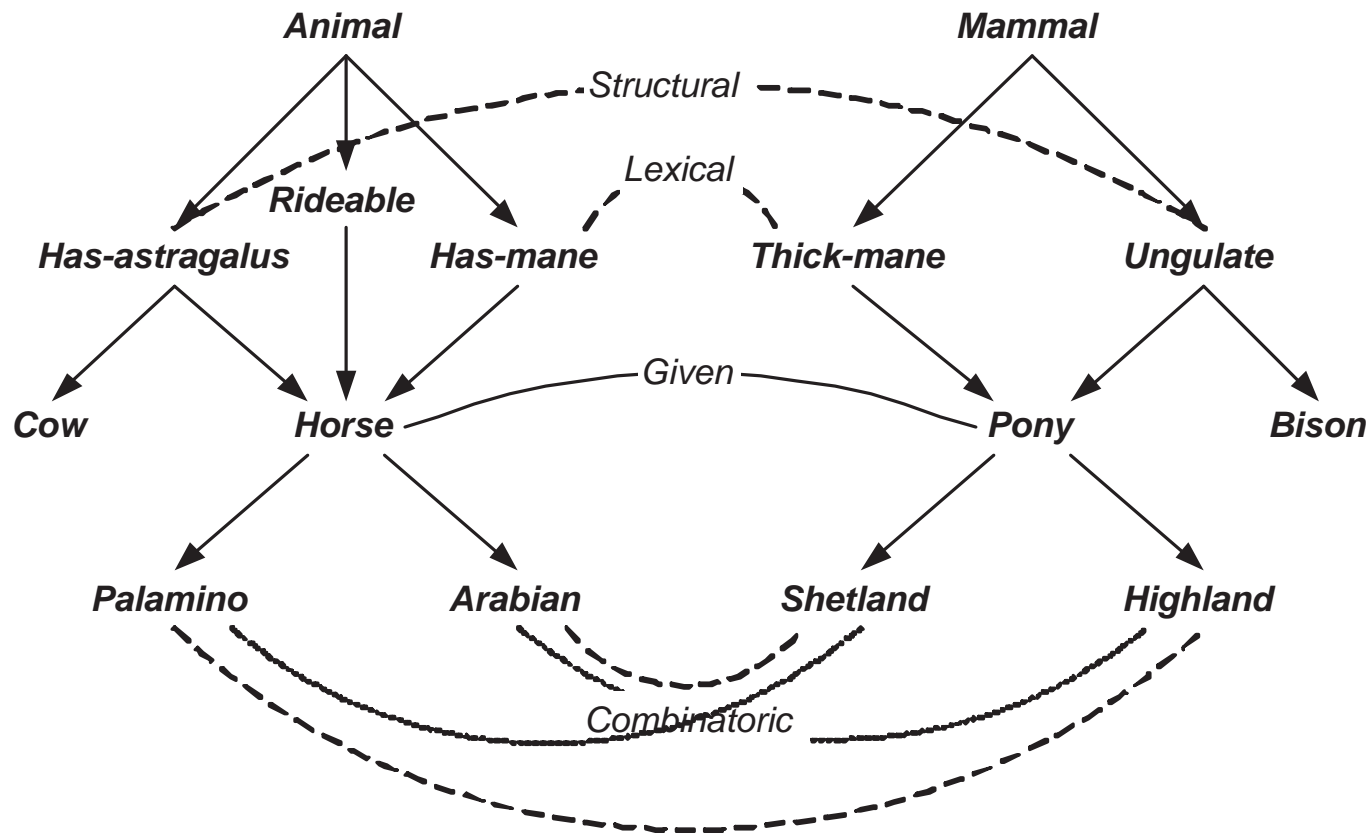 Animal
Mammal
Structural
Lexical
Rideable
Has-astragalus
Has-mane
Thick-mane
Ungulate
Given
Cow
Horse
Pony
Bison
Palamino
Arabian
Shetland
Highland
Combinatoric